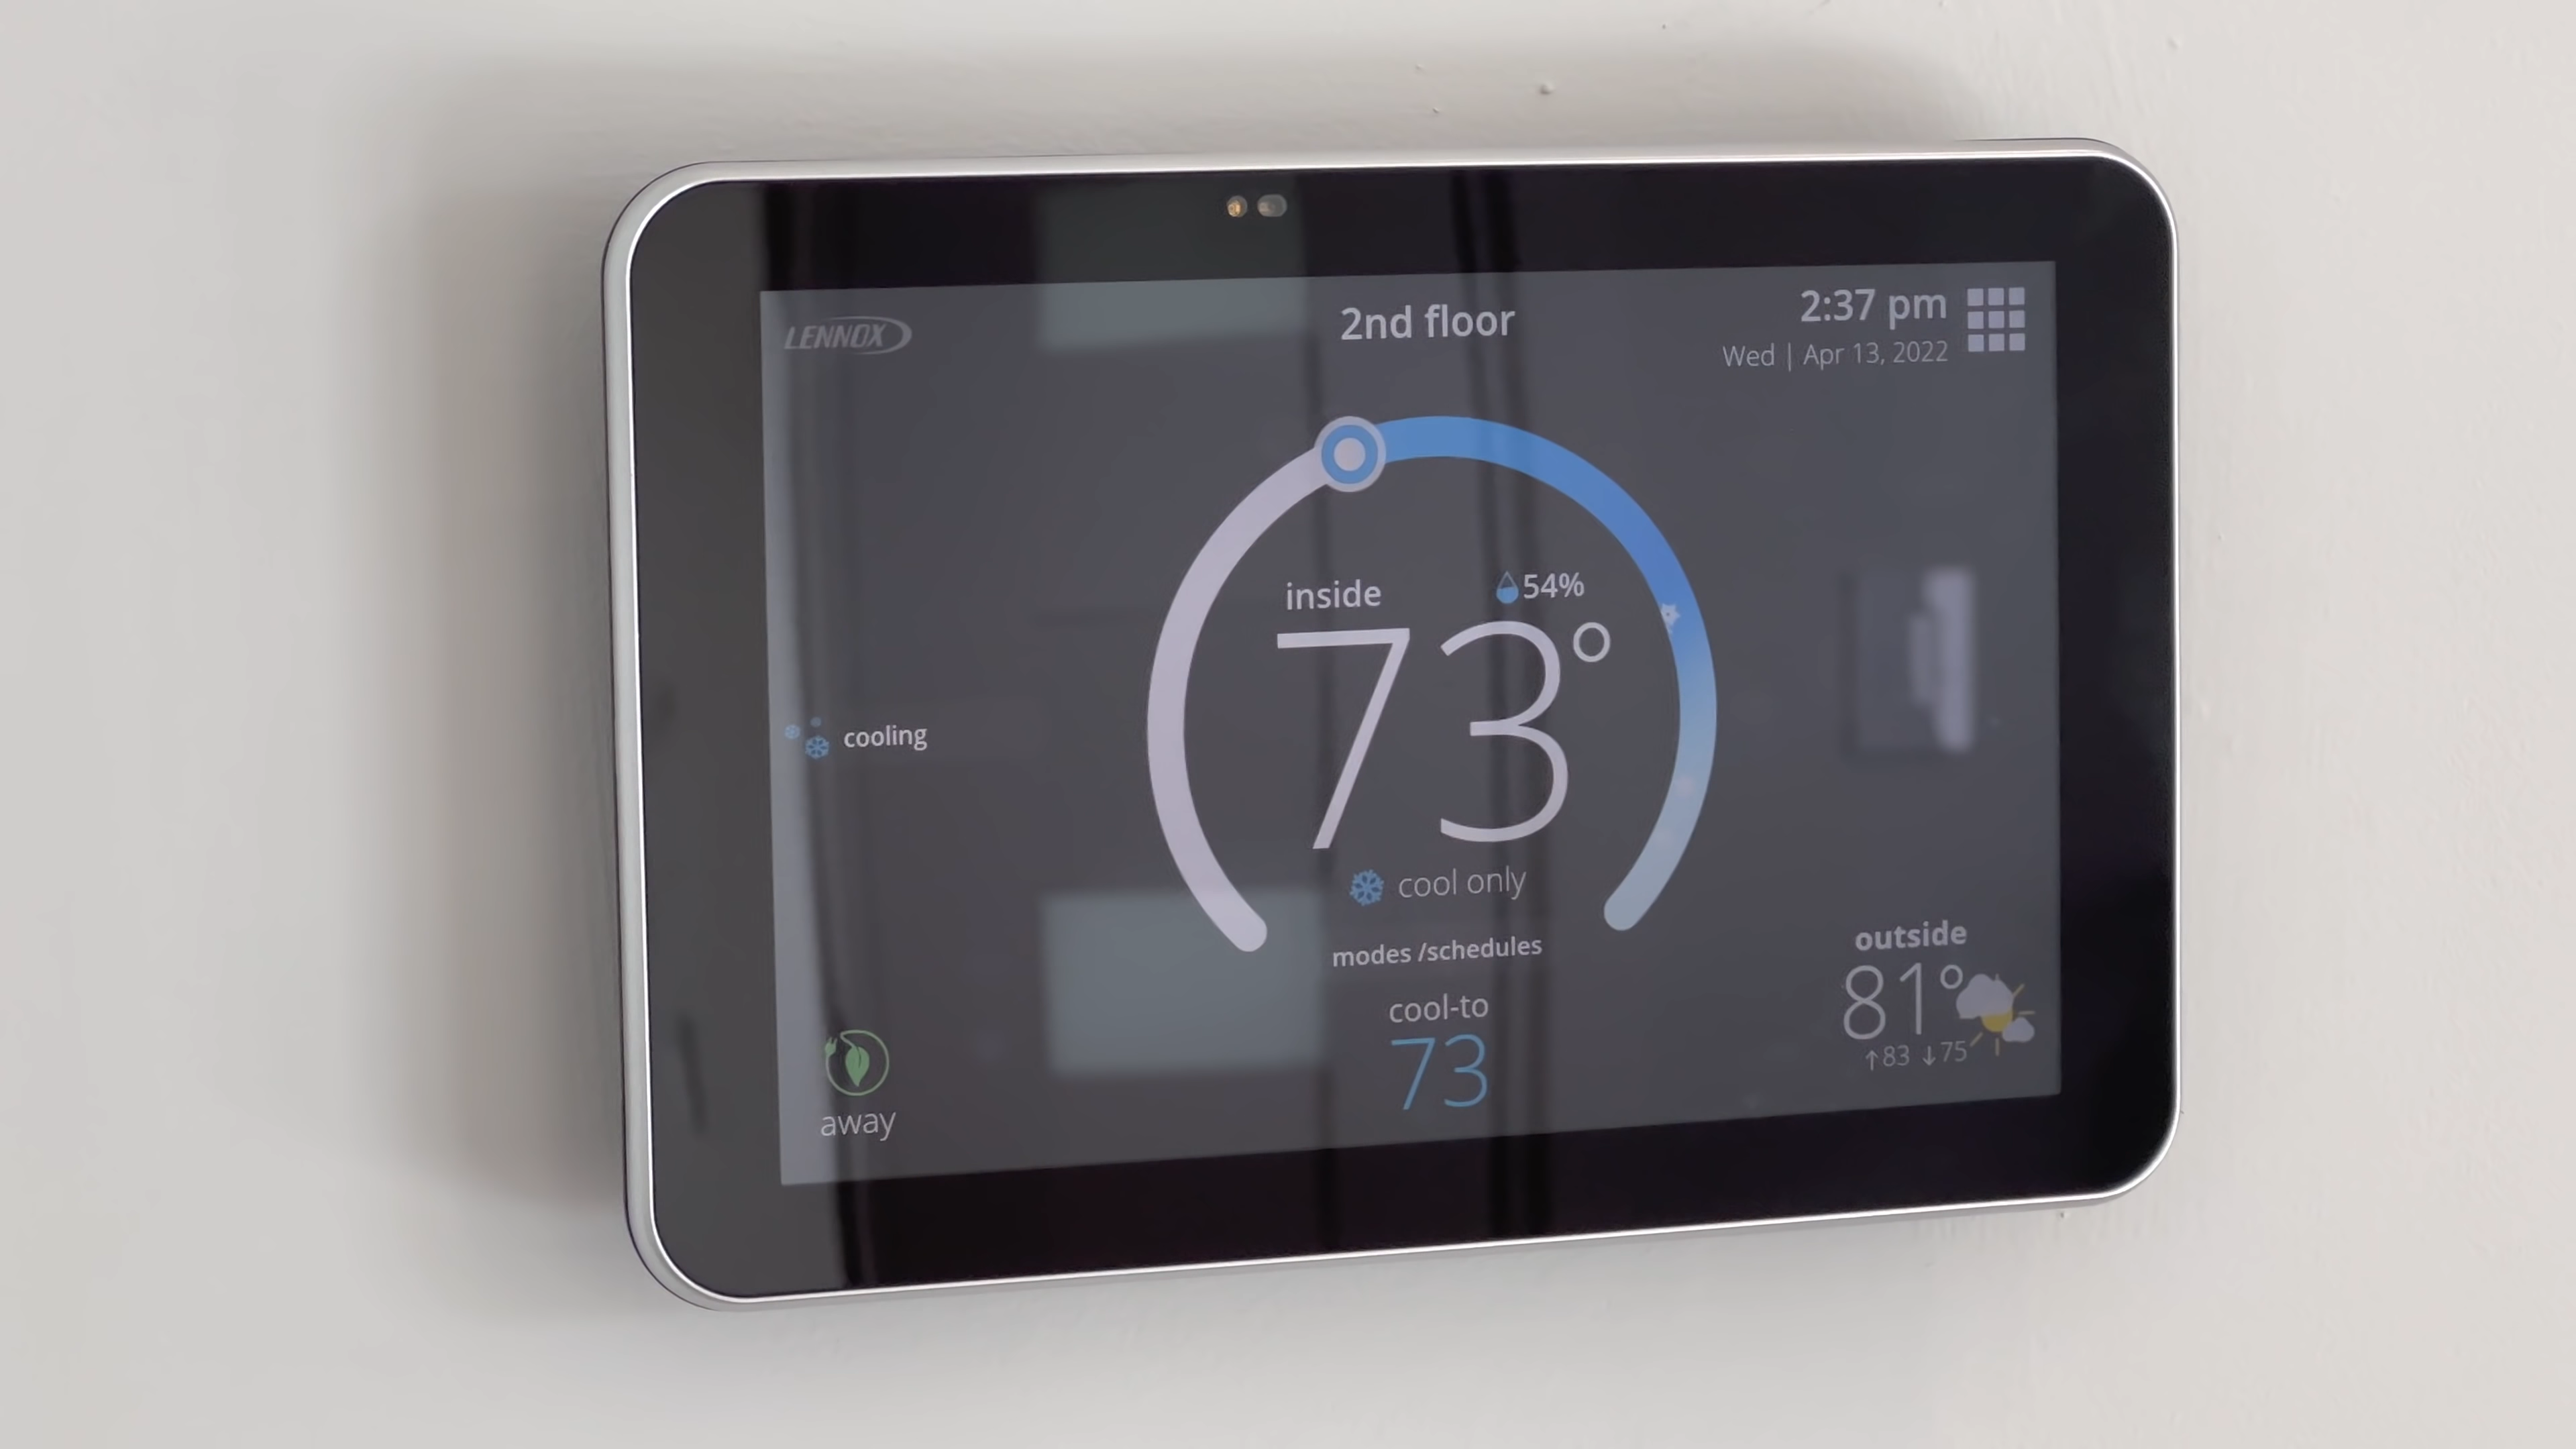 LENNOX
2nd floor
2:37 pm
Wed | Apr 13, 2022
inside
54%
73°
cooling
cool only
modes /schedules
cool-to
73
away
outside
81°
↑83 ↓75